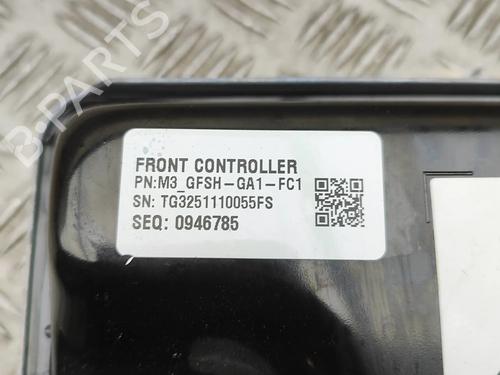 B-PARTS
FRONT CONTROLLER
PN:M3_GFSH-GA1-FC1
SN: TG3251110055FS
SEQ: 0946785